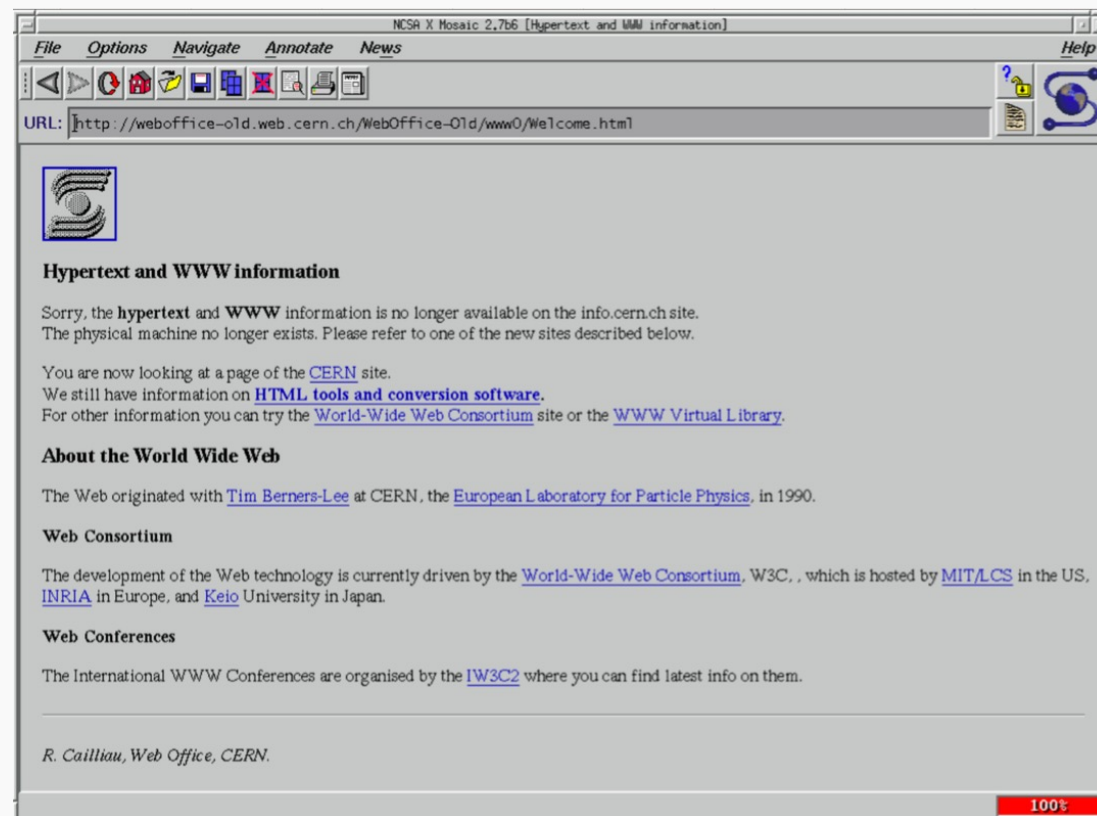 NCSA X Mosaic 2.7b6 [Hypertext and WWW information]
File Options Navigate Annotate News Help
URL: http://weboffice-old.web.cern.ch/WebOffice-Old/www0/Welcome.html
Hypertext and WWW information
Sorry, the hypertext and WWW information is no longer available on the info.cern.ch site.
The physical machine no longer exists. Please refer to one of the new sites described below.
You are now looking at a page of the CERN site.
We still have information on HTML tools and conversion software.
For other information you can try the World-Wide Web Consortium site or the WWW Virtual Library.
About the World Wide Web
The Web originated with Tim Berners-Lee at CERN, the European Laboratory for Particle Physics, in 1990.
Web Consortium
The development of the Web technology is currently driven by the World-Wide Web Consortium, W3C, , which is hosted by MIT/LCS in the US,
INRIA in Europe, and Keio University in Japan.
Web Conferences
The International WWW Conferences are organised by the IW3C2 where you can find latest info on them.
R. Cailliau, Web Office, CERN.
100%